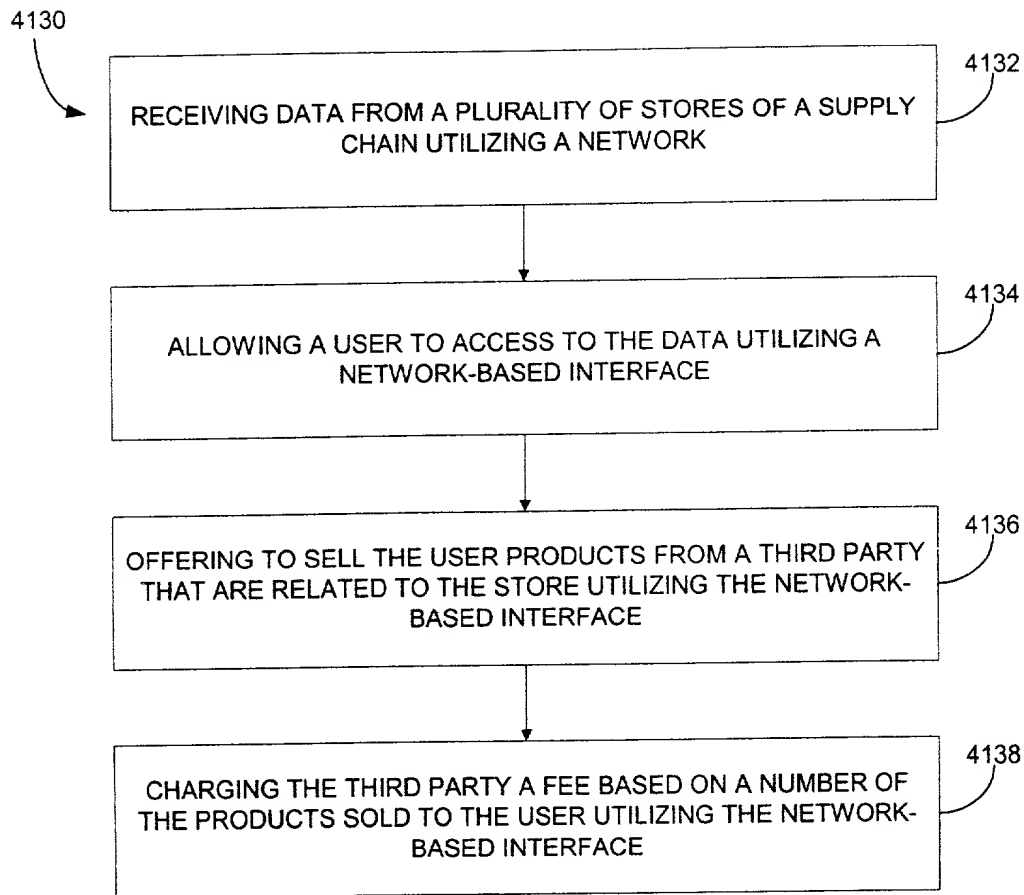 4130
4132
RECEIVING DATA FROM A PLURALITY OF STORES OF A SUPPLY
CHAIN UTILIZING A NETWORK
4134
ALLOWING A USER TO ACCESS TO THE DATA UTILIZING A
NETWORK-BASED INTERFACE
4136
OFFERING TO SELL THE USER PRODUCTS FROM A THIRD PARTY
THAT ARE RELATED TO THE STORE UTILIZING THE NETWORK-
BASED INTERFACE
4138
CHARGING THE THIRD PARTY A FEE BASED ON A NUMBER OF
THE PRODUCTS SOLD TO THE USER UTILIZING THE NETWORK-
BASED INTERFACE